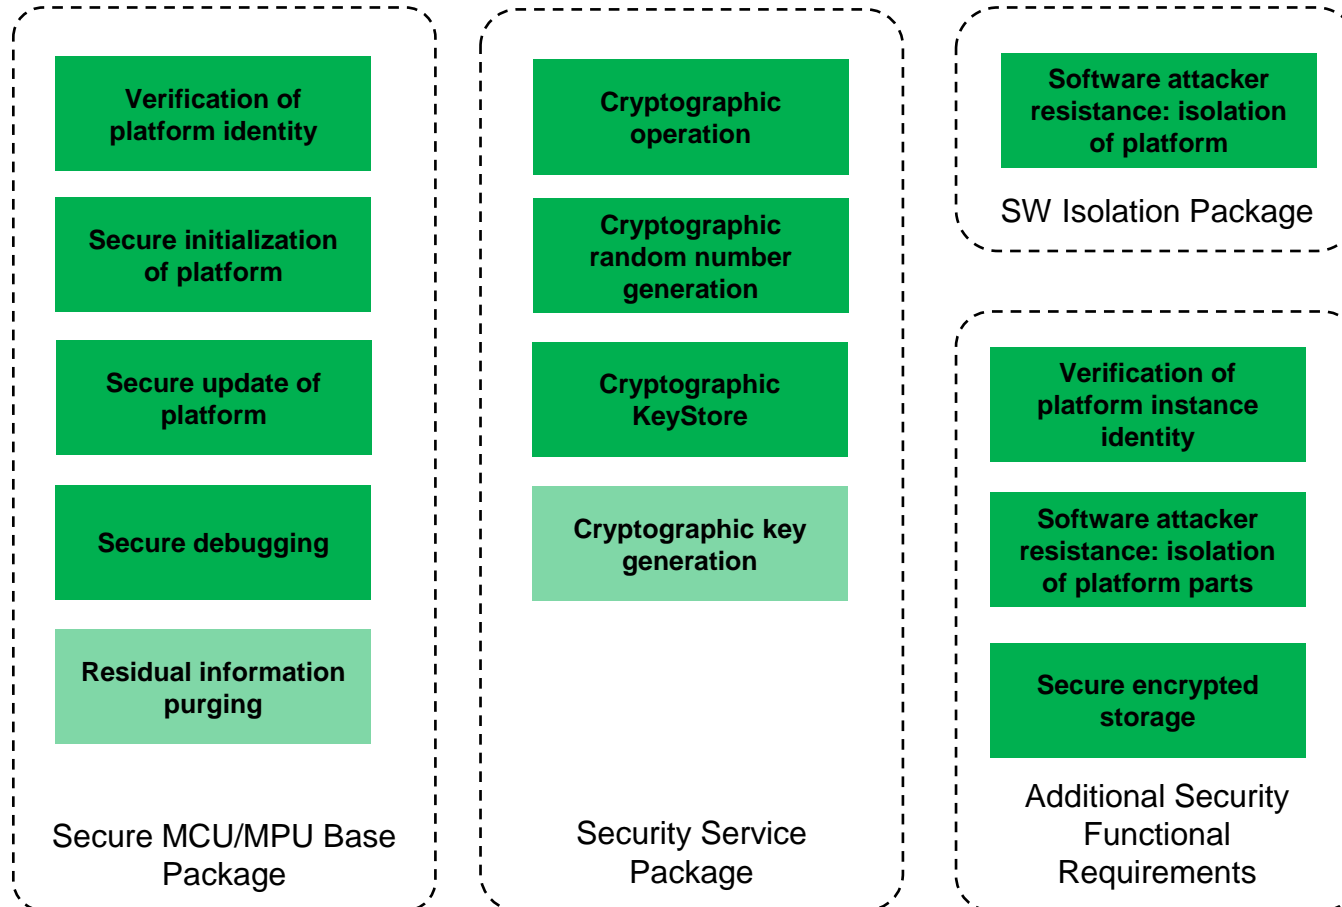 Verification of
platform identity
Secure initialization
of platform
Secure update of
platform
Secure debugging
Residual information
purging
Secure MCU/MPU Base
Package
Cryptographic
operation
Cryptographic
random number
generation
Cryptographic
KeyStore
Cryptographic key
generation
Security Service
Package
Software attacker
resistance: isolation
of platform
SW Isolation Package
Verification of
platform instance
identity
Software attacker
resistance: isolation
of platform parts
Secure encrypted
storage
Additional Security
Functional
Requirements